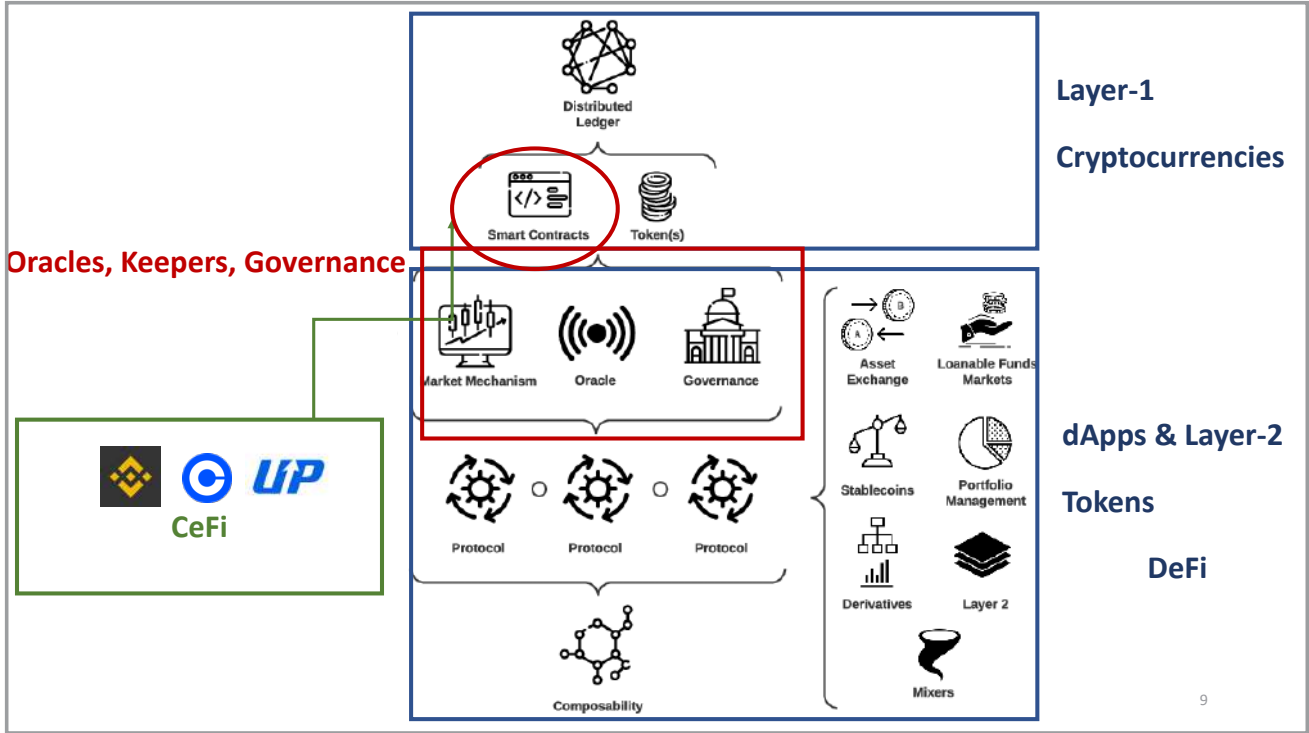 Distributed
Ledger
Layer-1
Cryptocurrencies
</>
Smart Contracts
Token(s)
Oracles, Keepers, Governance
Market Mechanism
Oracle
Governance
B
A
Asset
Exchange
Loanable Funds
Markets
UP
CeFi
Stablecoins
Portfolio
Management
dApps & Layer-2
Tokens
DeFi
O
O
Protocol
Protocol
Protocol
Derivatives
Layer 2
Mixers
Composability
9